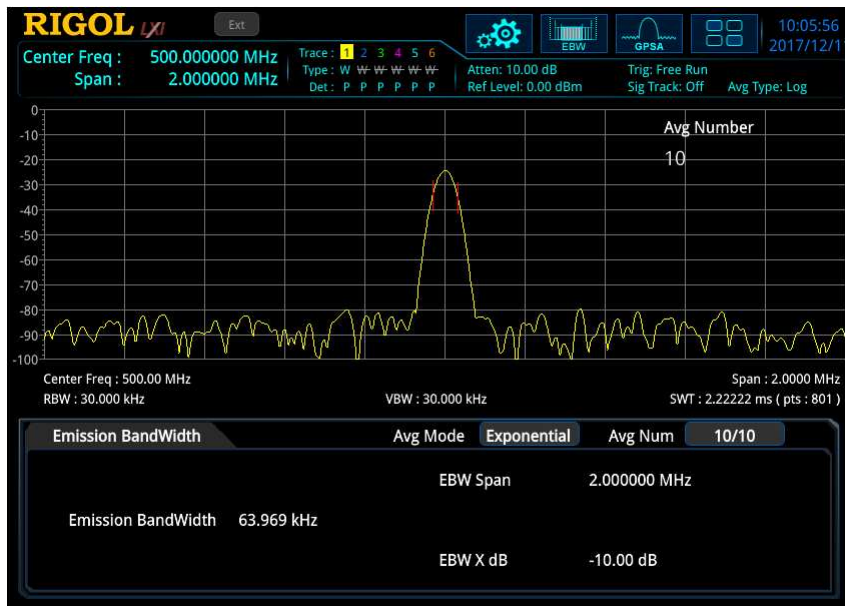 RIGOL LXI Ext EBW GPSA 10:05:56
2017/12/1
Center Freq : 500.000000 MHz Trace : 1 2 3 4 5 6
Span : 2.000000 MHz Type : W W W W W W Atten: 10.00 dB Trig: Free Run
Det : P P P P P P Ref Level: 0.00 dBm Sig Track: Off Avg Type: Log
0
-10 Avg Number
-20 10
-30
-40
-50
-60
-70
-80
-90
-100
Center Freq : 500.00 MHz Span : 2.0000 MHz
RBW : 30.000 kHz VBW : 30.000 kHz SWT : 2.22222 ms ( pts : 801 )
Emission BandWidth Avg Mode Exponential Avg Num 10/10
EBW Span 2.000000 MHz
Emission BandWidth 63.969 kHz
EBW X dB -10.00 dB